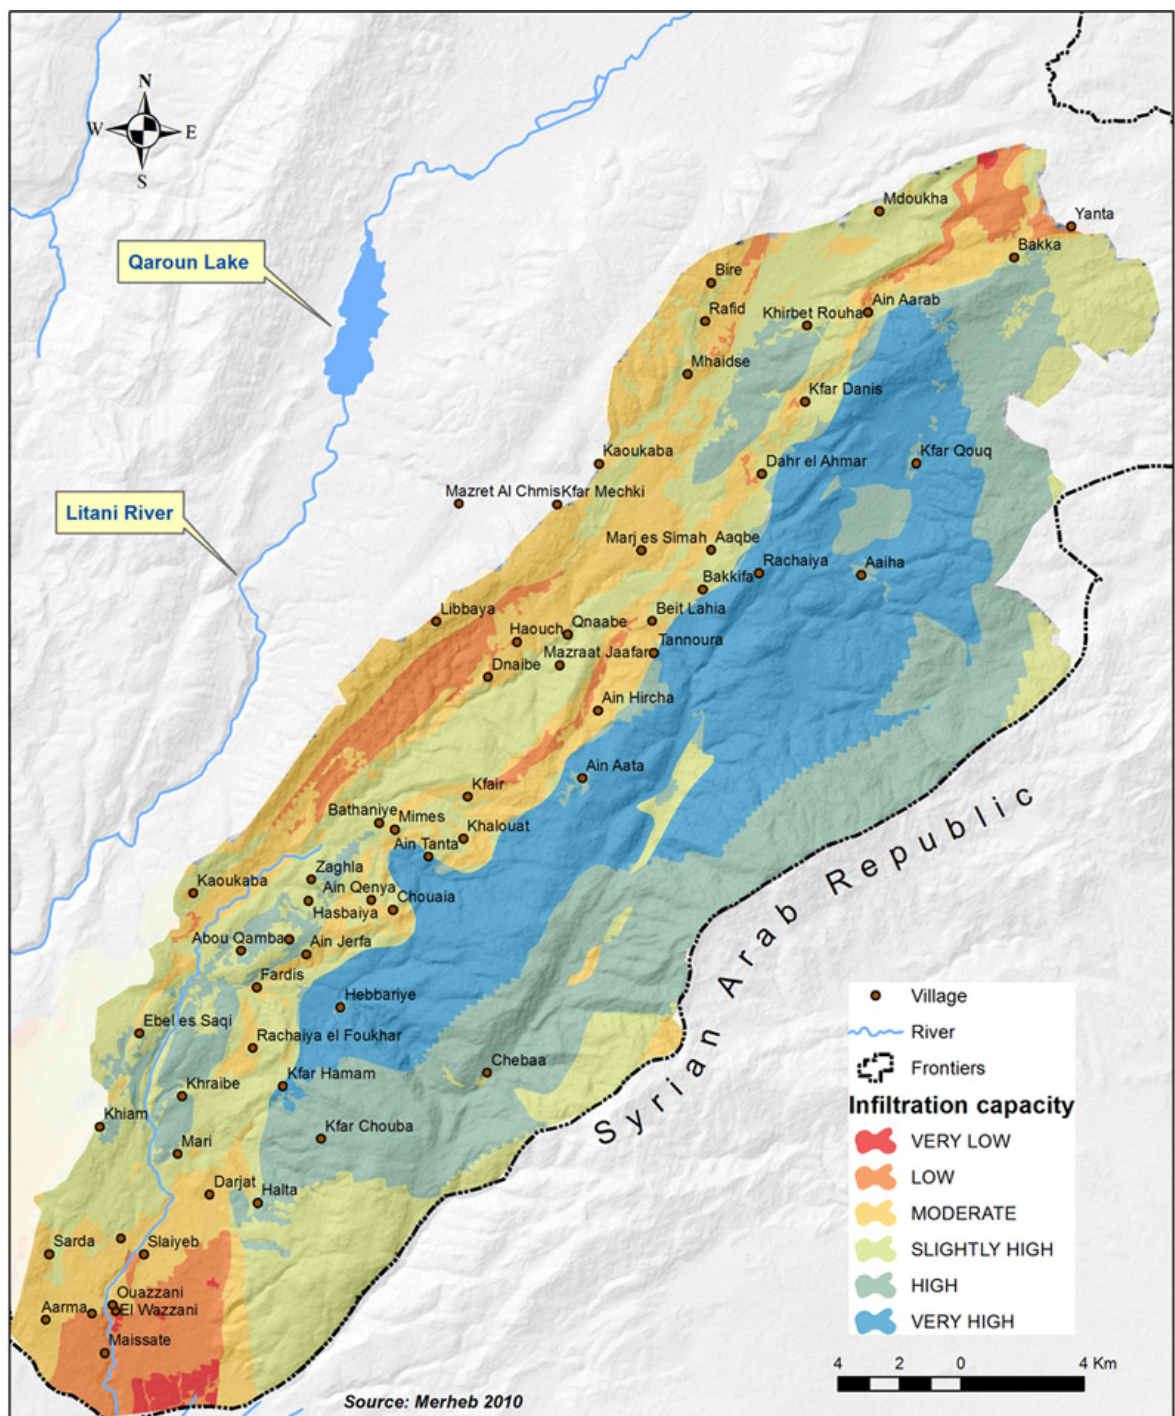 N
W E
S
Qaroun Lake
Litani River
Mdoukha
Yanta
Bakka
Bire
Rafid
Khirbet Rouha
Ain Aarab
Mhaidse
Kfar Danis
Kaoukaba
Dahr el Ahmar
Kfar Qouq
Mazret Al Chmis
Kfar Mechki
Marj es Simah
Aaqbe
Rachaiya
Aaiha
Bakkifa
Libbaya
Haouch
Qnaabe
Beit Lahia
Mazraat Jaafar
Tannoura
Dnaibe
Ain Hircha
Ain Aata
Kfair
Bathaniye
Mimes
Khalouat
Ain Tanta
Zaghla
Kaoukaba
Ain Qenya
Hasbaiya
Chouaia
Abou Qamba
Ain Jerfa
Fardis
Hebbariye
Ebel es Saqi
Rachaiya el Foukhar
Chebaa
Kfar Hamam
Khraibe
Khiam
Kfar Chouba
Mari
Darjat
Halta
Sarda
Slaiyeb
Ouazzani
Aarma
El Wazzani
Maissate
Syrian Arab Republic
Village
River
Frontiers
Infiltration capacity
VERY LOW
LOW
MODERATE
SLIGHTLY HIGH
HIGH
VERY HIGH
4 2 0 4 Km
Source: Merheb 2010